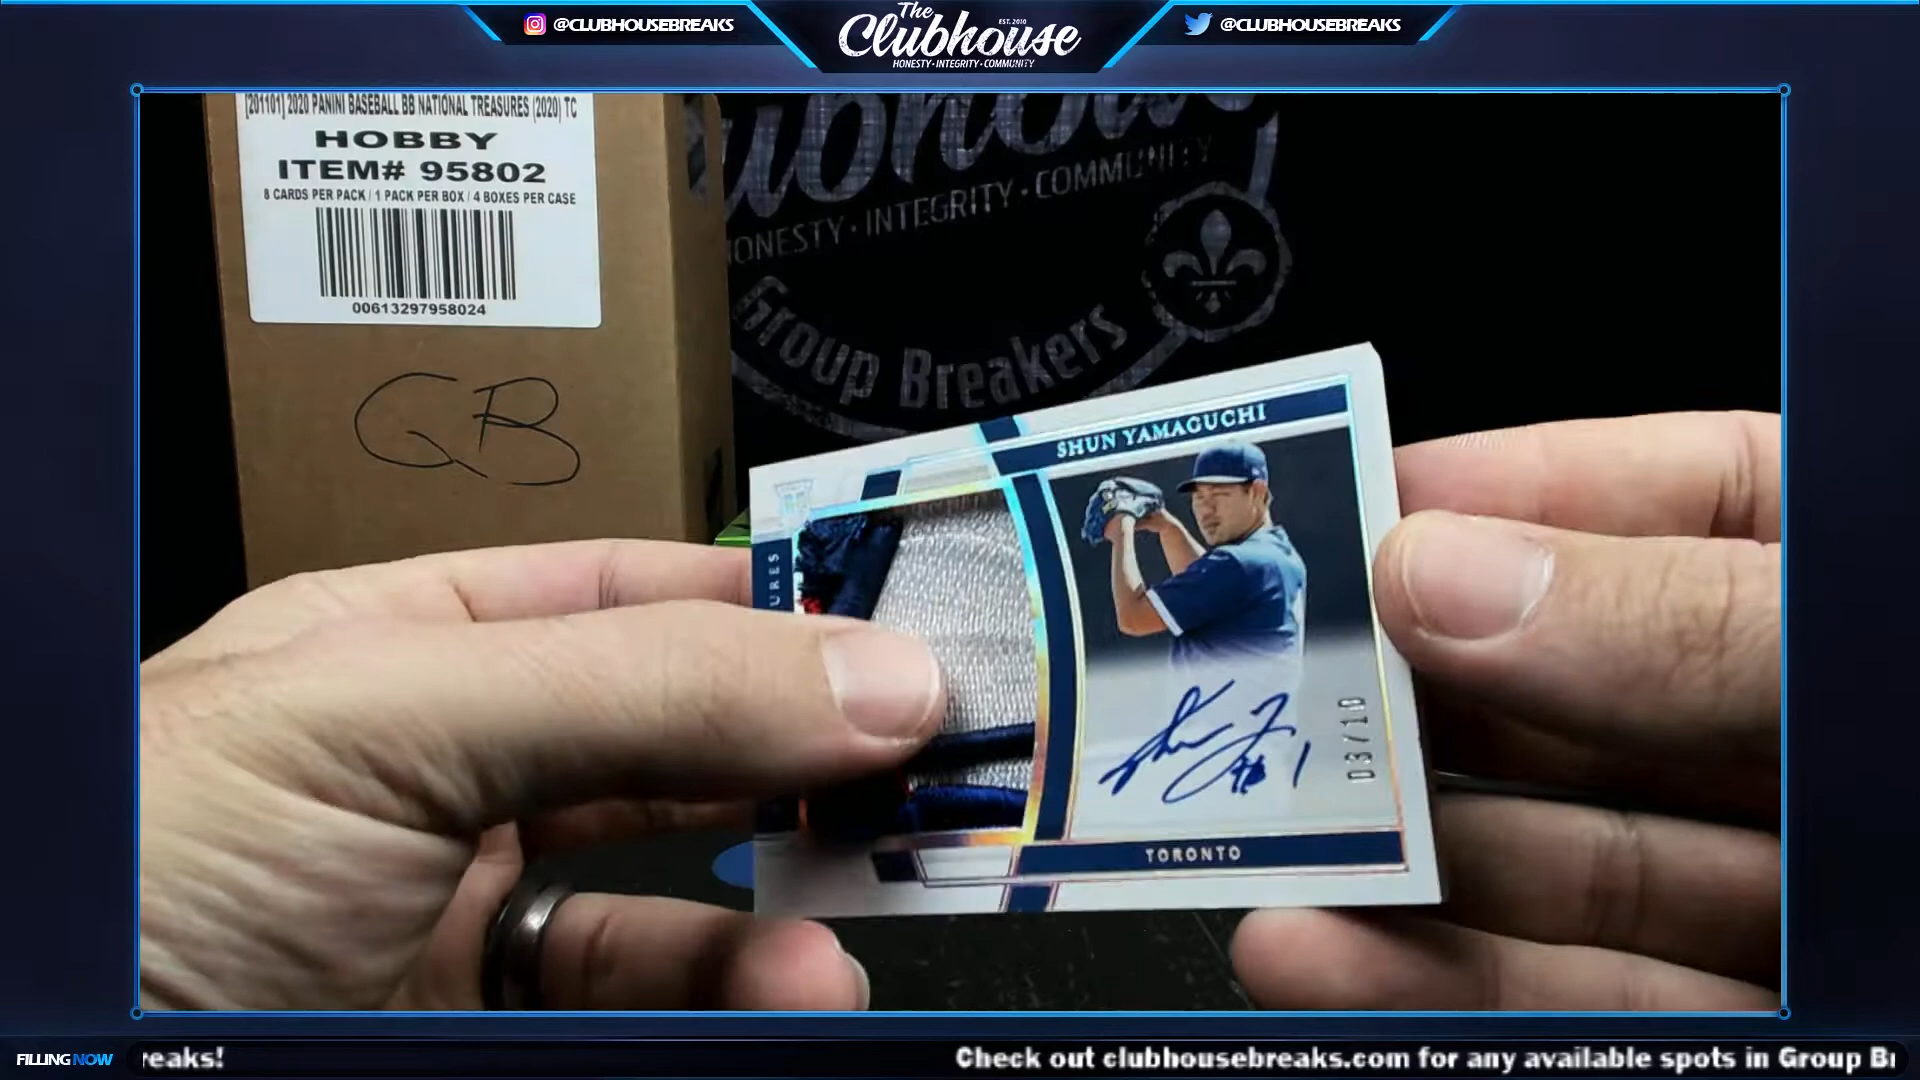 @CLUBHOUSEBREAKS
The
Clubhouse
EST. 2010
HONESTY · INTEGRITY · COMMUNITY
@CLUBHOUSEBREAKS
[201101] 2020 PANINI BASEBALL BB NATIONAL TREASURES (2020) TC
HOBBY
ITEM# 95802
8 CARDS PER PACK / 1 PACK PER BOX / 4 BOXES PER CASE
00613297958024
GB
INTEGRITY · COMMUNITY
Group Breakers
SHUN YAMAGUCHI
#1
03/10
TORONTO
FILLING NOW
reaks!
Check out clubhousebreaks.com for any available spots in Group